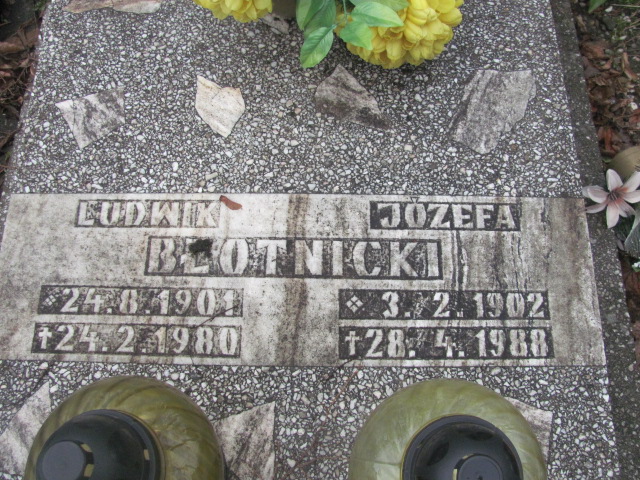 LUDWIK JÓZEFA
BŁOTNICKI
24.8.1901 3.2.1902
†24.2.1980 †28.4.1988